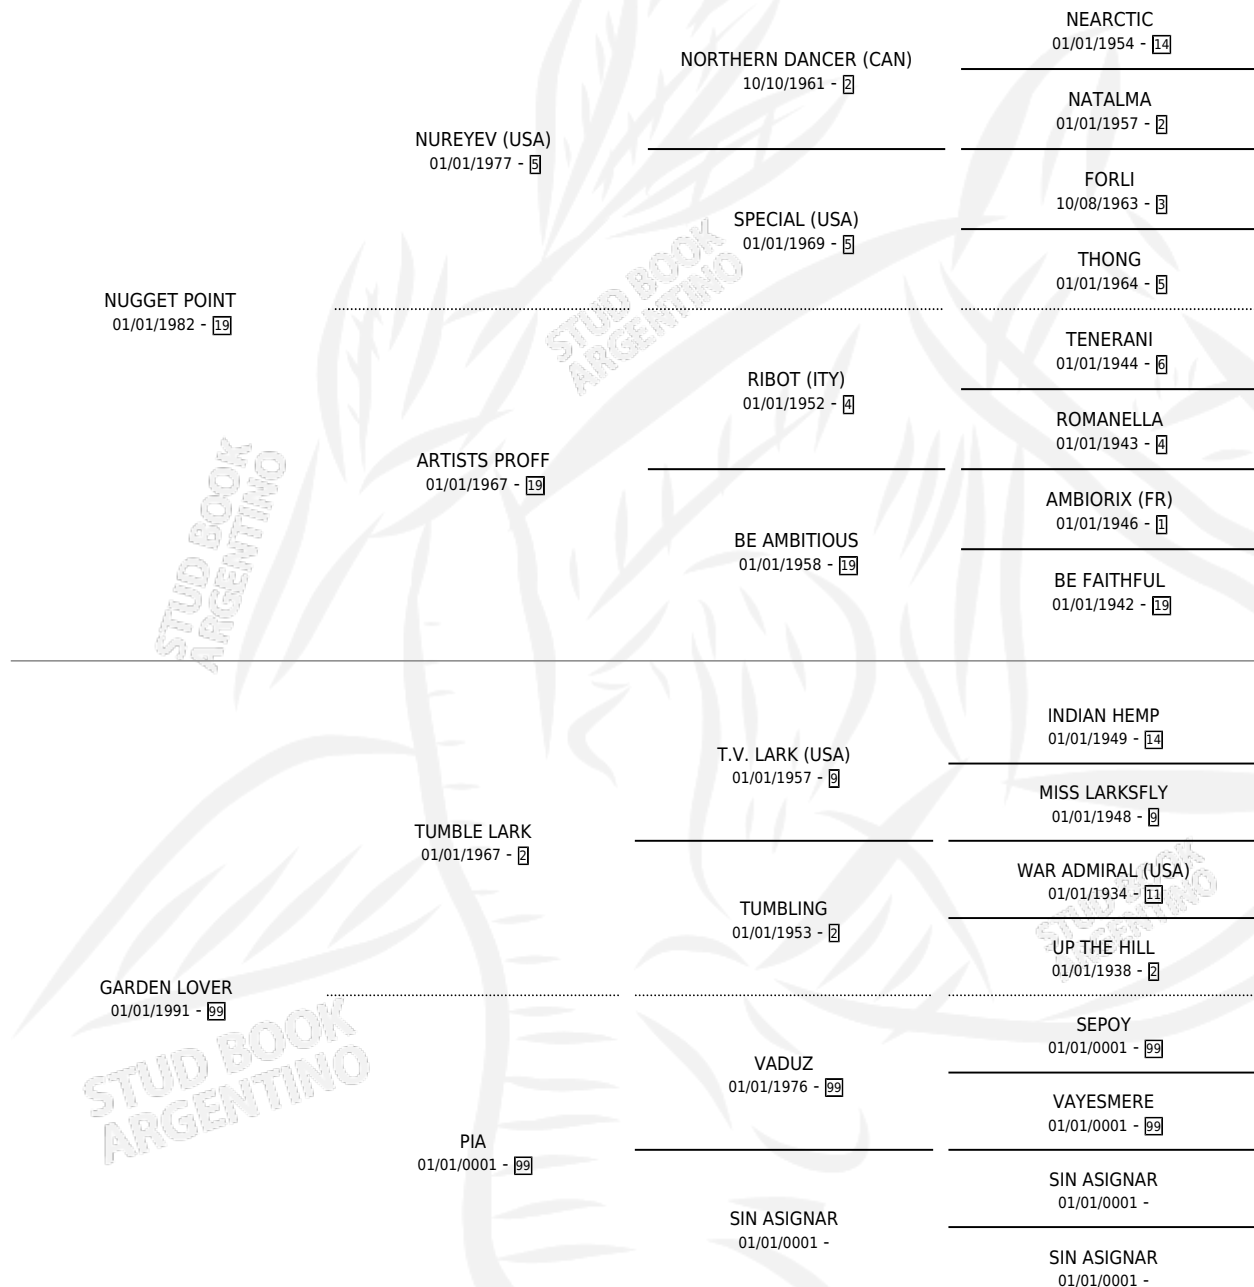 NEARCTIC
01/01/1954 - 14
NORTHERN DANCER (CAN)
10/10/1961 - 2
NATALMA
01/01/1957 - 2
NUREYEV (USA)
01/01/1977 - 5
FORLI
10/08/1963 - 3
SPECIAL (USA)
01/01/1969 - 5
THONG
01/01/1964 - 5
NUGGET POINT
01/01/1982 - 19
STUD BOOK
ARGENTINO
TENERANI
01/01/1944 - 6
RIBOT (ITY)
01/01/1952 - 4
ROMANELLA
01/01/1943 - 4
ARTISTS PROFF
01/01/1967 - 19
AMBIORIX (FR)
01/01/1946 - 1
BE AMBITIOUS
01/01/1958 - 19
BE FAITHFUL
01/01/1942 - 19
STUD BOOK
ARGENTINO
INDIAN HEMP
01/01/1949 - 14
T.V. LARK (USA)
01/01/1957 - 9
MISS LARKSFLY
01/01/1948 - 9
TUMBLE LARK
01/01/1967 - 2
WAR ADMIRAL (USA)
01/01/1934 - 11
TUMBLING
01/01/1953 - 2
STUD BOOK
ARGENTINO
UP THE HILL
01/01/1938 - 2
GARDEN LOVER
01/01/1991 - 99
STUD BOOK
ARGENTINO
SEPOY
01/01/0001 - 99
VADUZ
01/01/1976 - 99
VAYESMERE
01/01/0001 - 99
PIA
01/01/0001 - 99
SIN ASIGNAR
01/01/0001 -
SIN ASIGNAR
01/01/0001 -
SIN ASIGNAR
01/01/0001 -